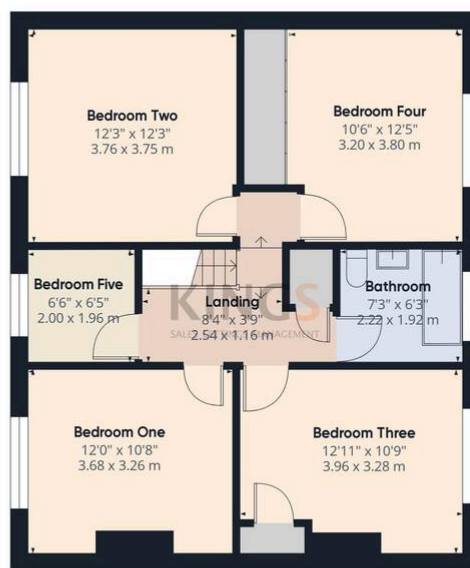 Bedroom Two
12'3" x 12'3"
3.76 x 3.75 m
Bedroom Four
10'6" x 12'5"
3.20 x 3.80 m
Bedroom Five
6'6" x 6'5"
2.00 x 1.96 m
KINGS
Landing
8'4" x 3'9"
2.54 x 1.16 m
Bathroom
7'3" x 6'3"
2.22 x 1.92 m
Bedroom One
12'0" x 10'8"
3.68 x 3.26 m
Bedroom Three
12'11" x 10'9"
3.96 x 3.28 m